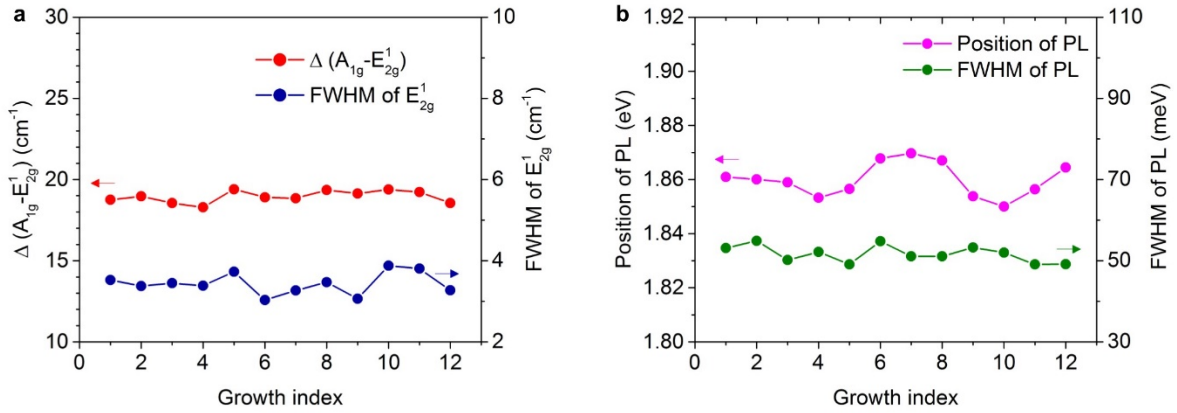 a
30
25
20
15
10
Δ (A1g-E12g) (cm-1)
10
8
6
4
2
FWHM of E12g (cm-1)
Δ (A1g-E12g)
FWHM of E12g
0 2 4 6 8 10 12
Growth index
b
1.92
1.90
1.88
1.86
1.84
1.82
1.80
Position of PL (eV)
110
90
70
50
30
FWHM of PL (meV)
Position of PL
FWHM of PL
0 2 4 6 8 10 12
Growth index